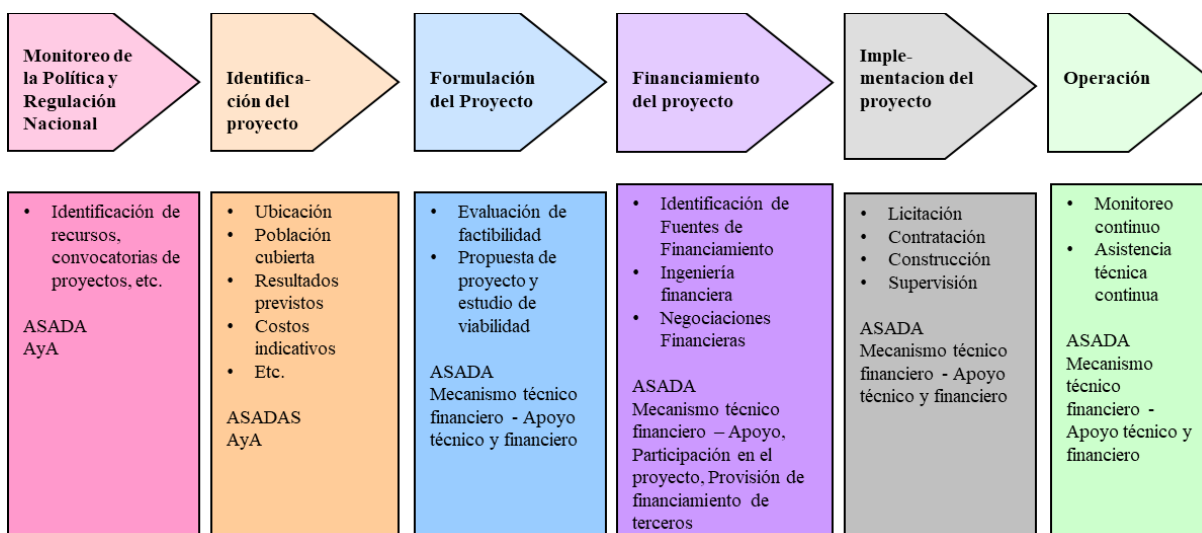 Monitoreo de
la Política y
Regulación
Nacional
Identifica-
ción del
proyecto
Formulación
del Proyecto
Financiamiento
del proyecto
Imple-
mentacion del
proyecto
Operación
• Identificación de
recursos,
convocatorias de
proyectos, etc.
ASADA
AyA
• Ubicación
• Población
cubierta
• Resultados
previstos
• Costos
indicativos
• Etc.
ASADAS
AyA
• Evaluación de
factibilidad
• Propuesta de
proyecto y
estudio de
viabilidad
ASADA
Mecanismo técnico
financiero - Apoyo
técnico y financiero
• Identificación de
Fuentes de
Financiamiento
• Ingeniería
financiera
• Negociaciones
Financieras
ASADA
Mecanismo técnico
financiero – Apoyo,
Participación en el
proyecto, Provisión de
financiamiento de
terceros
• Licitación
• Contratación
• Construcción
• Supervisión
ASADA
Mecanismo técnico
financiero - Apoyo
técnico y financiero
• Monitoreo
continuo
• Asistencia
técnica
continua
ASADA
Mecanismo
técnico
financiero -
Apoyo técnico y
financiero